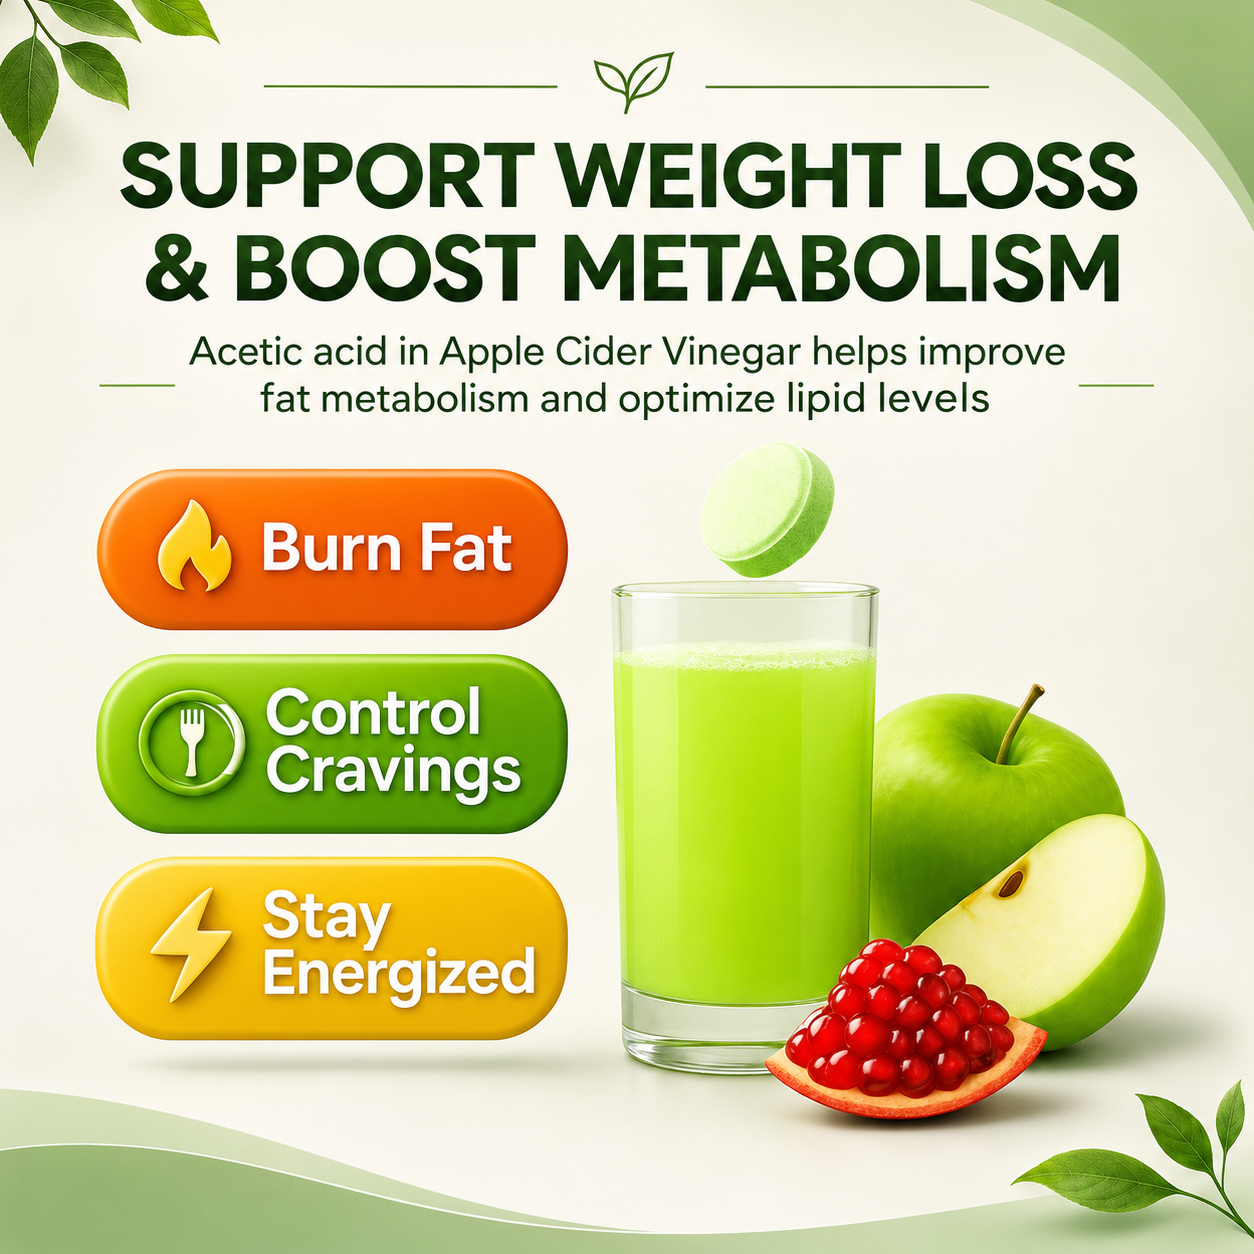 SUPPORT WEIGHT LOSS
& BOOST METABOLISM
Acetic acid in Apple Cider Vinegar helps improve
fat metabolism and optimize lipid levels
Burn Fat
Control
Cravings
Stay
Energized